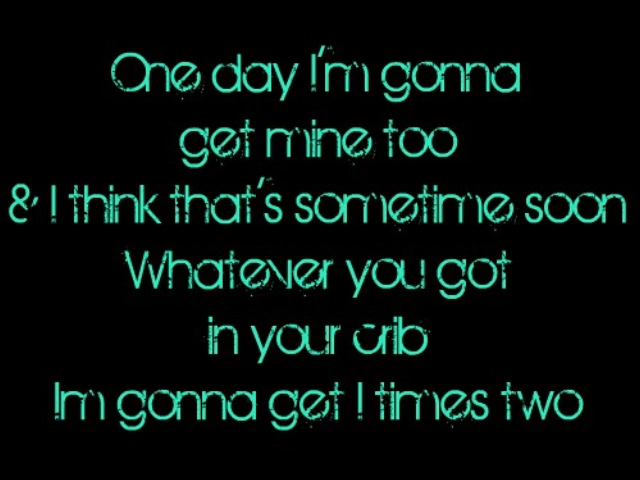 One day I'm gonna
get mine too
& I think that's sometime soon
Whatever you got
in your crib
Im gonna get I times two